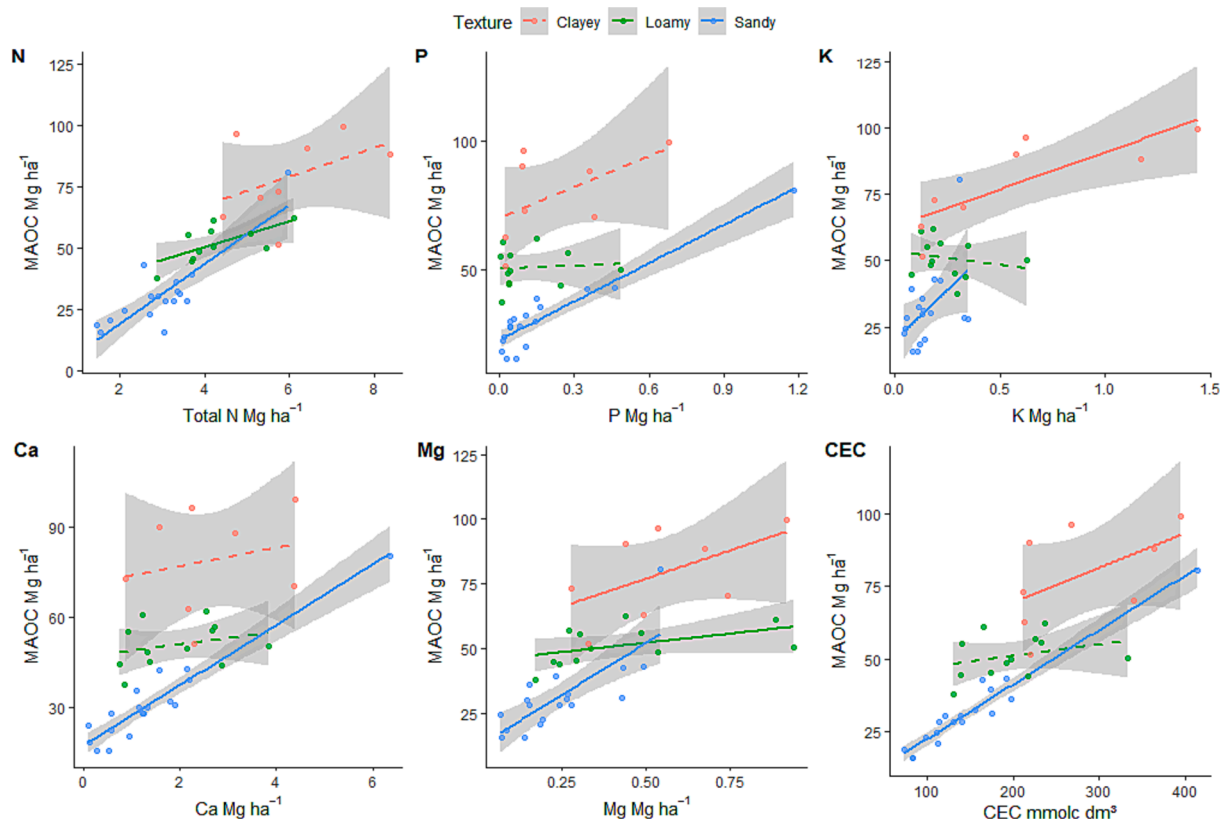 Texture Clayey Loamy Sandy
N
P
K
125
100
75
50
25
0
MAOC Mg ha⁻¹
2 4 6 8
Total N Mg ha⁻¹
100
50
MAOC Mg ha⁻¹
0.0 0.3 0.6 0.9 1.2
P Mg ha⁻¹
125
100
75
50
25
MAOC Mg ha⁻¹
0.0 0.5 1.0 1.5
K Mg ha⁻¹
Ca
Mg
CEC
90
60
30
MAOC Mg ha⁻¹
0 2 4 6
Ca Mg ha⁻¹
125
100
75
50
25
MAOC Mg ha⁻¹
0.25 0.50 0.75
Mg Mg ha⁻¹
125
100
75
50
25
MAOC Mg ha⁻¹
100 200 300 400
CEC mmolc dm³